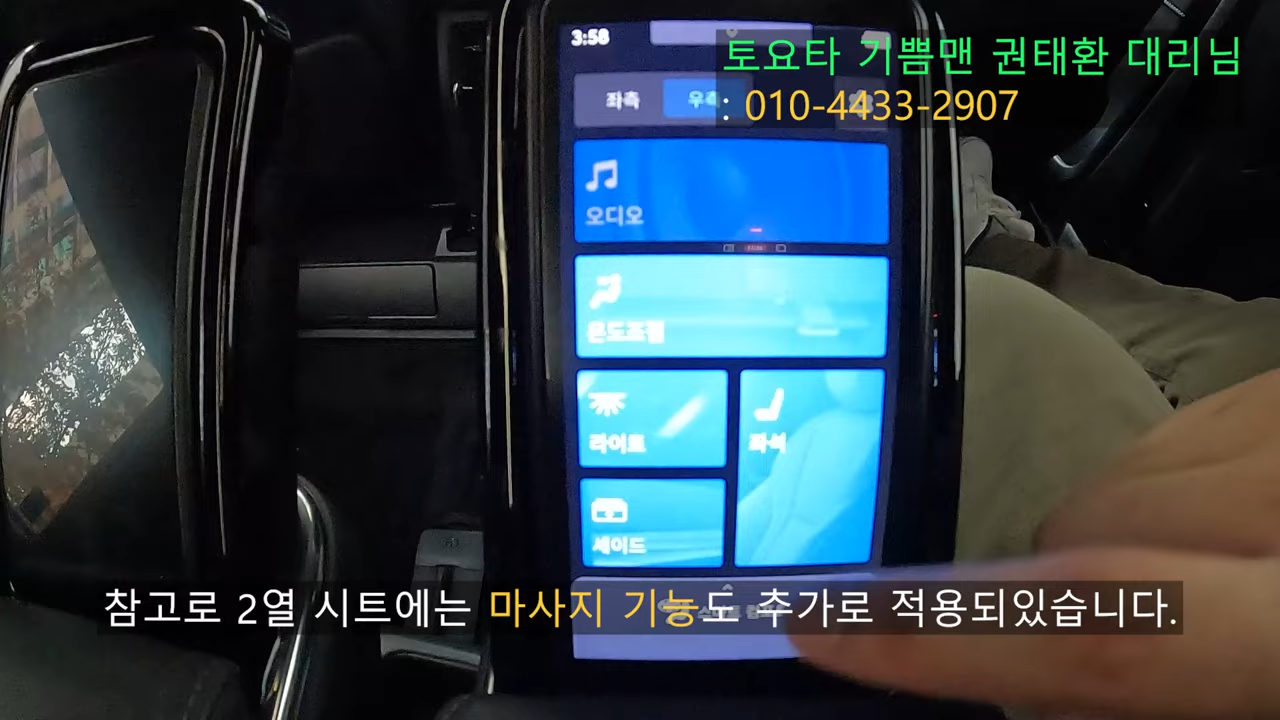 3:58
토요타 기쁨맨 권태환 대리님
: 010-4433-2907
좌측
오디오
온도조절
라이트
좌석
셰이드
참고로 2열 시트에는 마사지 기능도 추가로 적용되있습니다.